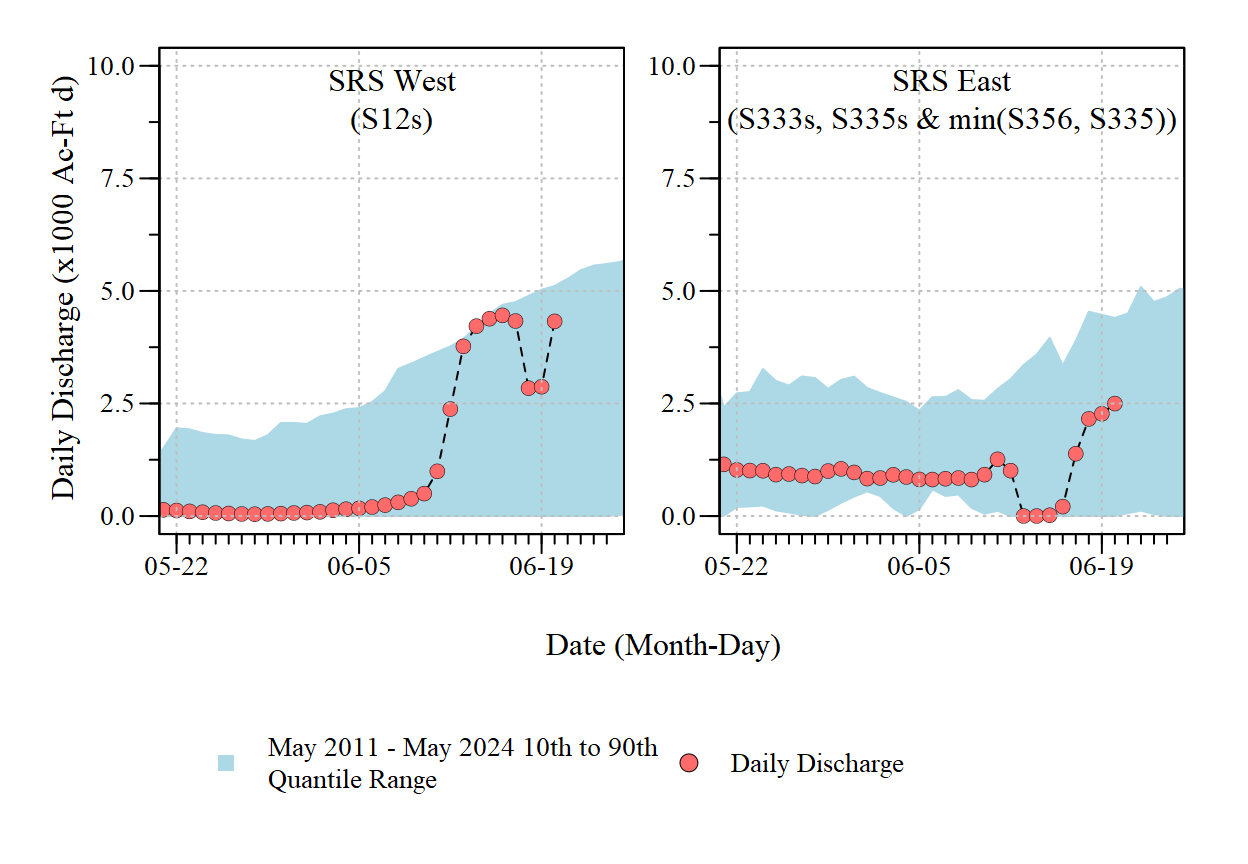 SRS West
(S12s)
SRS East
(S333s, S335s & min(S356, S335))
Daily Discharge (x1000 Ac-Ft d)
10.0
7.5
5.0
2.5
0.0
05-22
06-05
06-19
10.0
7.5
5.0
2.5
0.0
05-22
06-05
06-19
Date (Month-Day)
May 2011 - May 2024 10th to 90th
Quantile Range
Daily Discharge